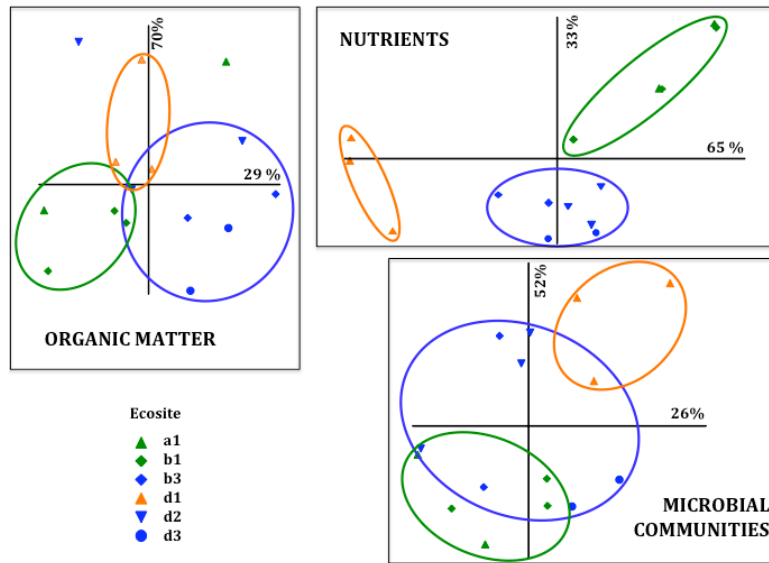 70%
29 %
ORGANIC MATTER
NUTRIENTS
33%
65 %
52%
26%
MICROBIAL
COMMUNITIES
Ecosite
a1
b1
b3
d1
d2
d3